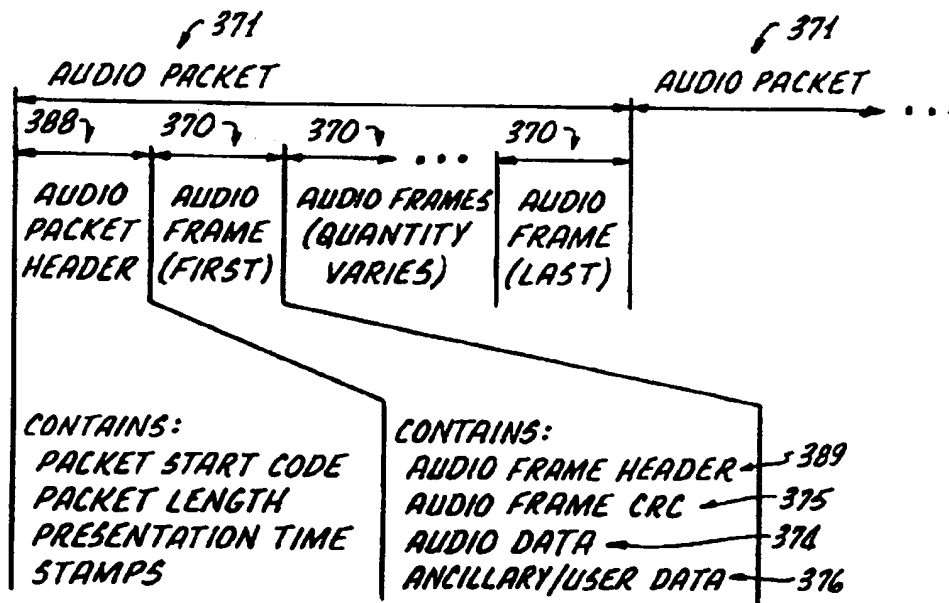 371 371
AUDIO PACKET AUDIO PACKET
388 370 370 ... 370 ...
AUDIO PACKET HEADER
AUDIO FRAME (FIRST)
AUDIO FRAMES (QUANTITY VARIES)
AUDIO FRAME (LAST)
CONTAINS:
PACKET START CODE
PACKET LENGTH
PRESENTATION TIME
STAMPS
CONTAINS:
AUDIO FRAME HEADER 389
AUDIO FRAME CRC 375
AUDIO DATA 374
ANCILLARY/USER DATA 376